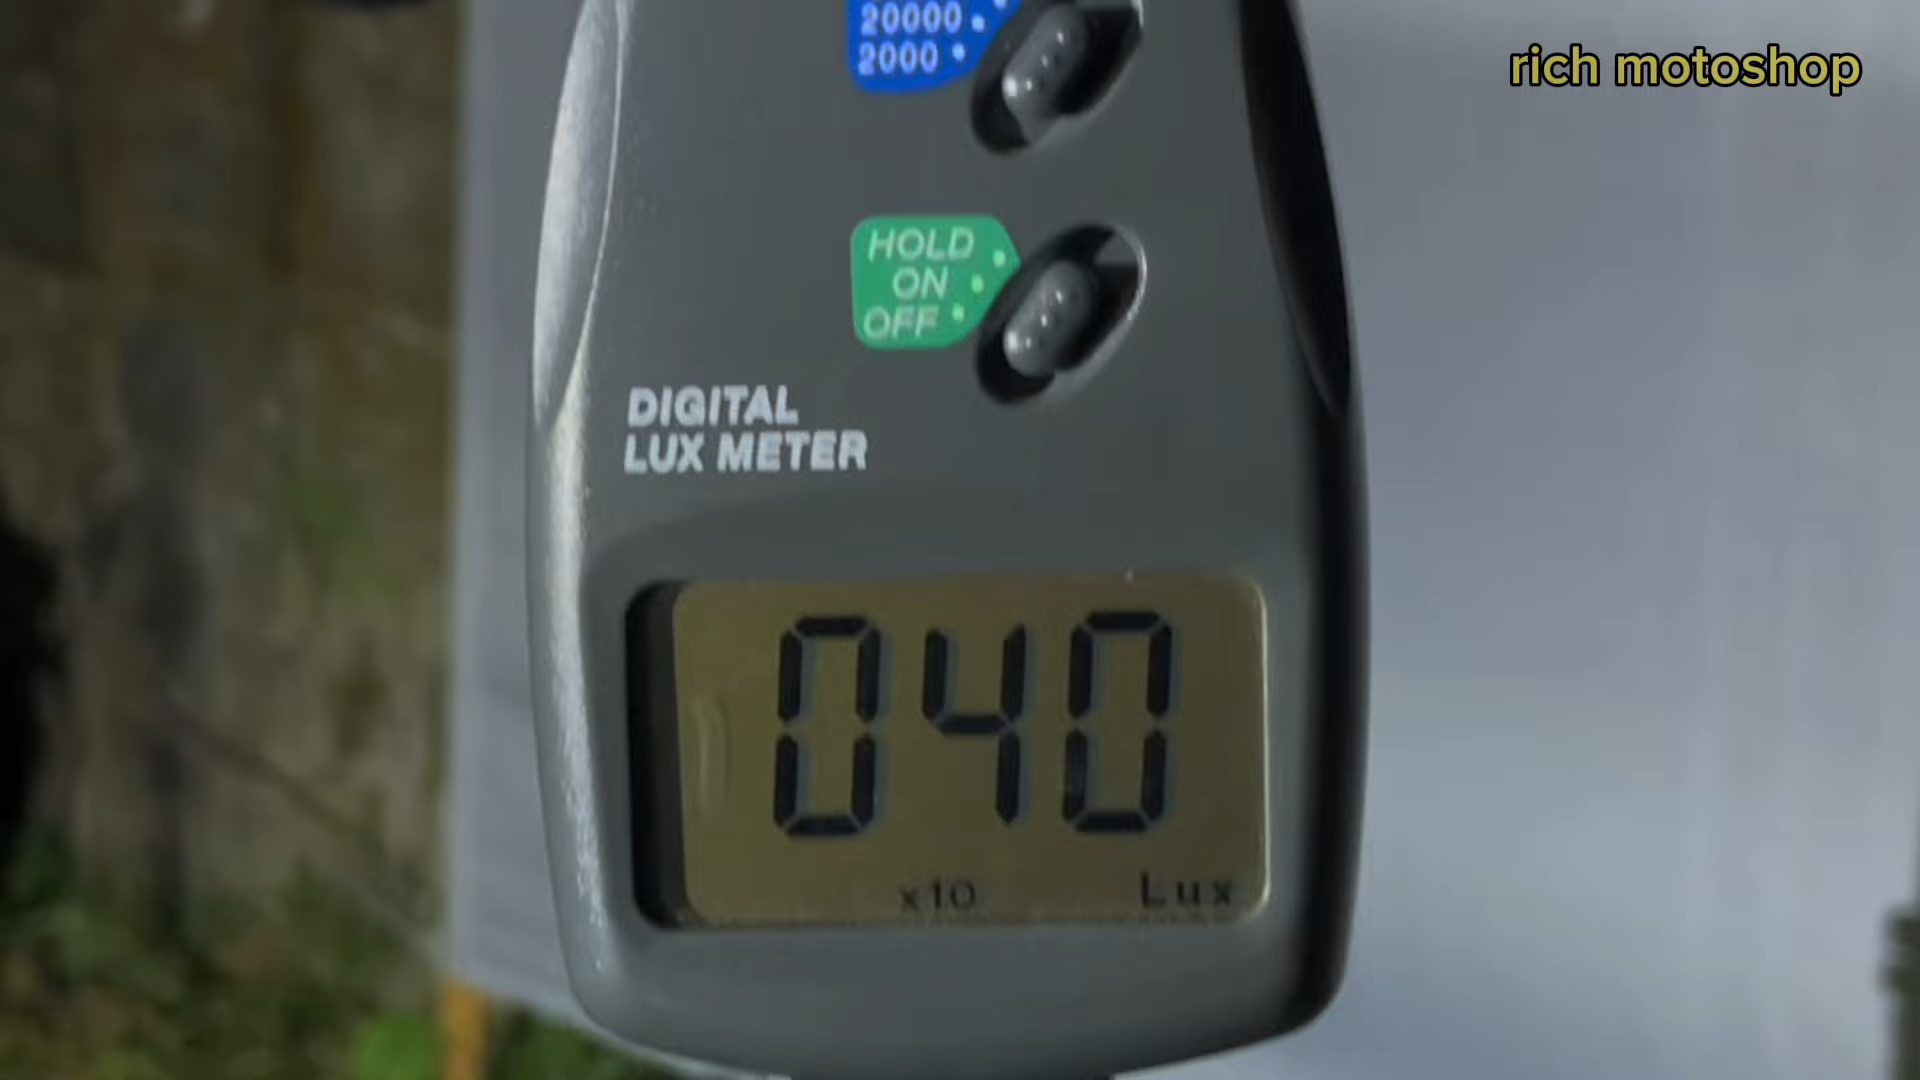 20000
2000
rich motoshop
HOLD
ON
OFF
DIGITAL
LUX METER
040
x10 Lux